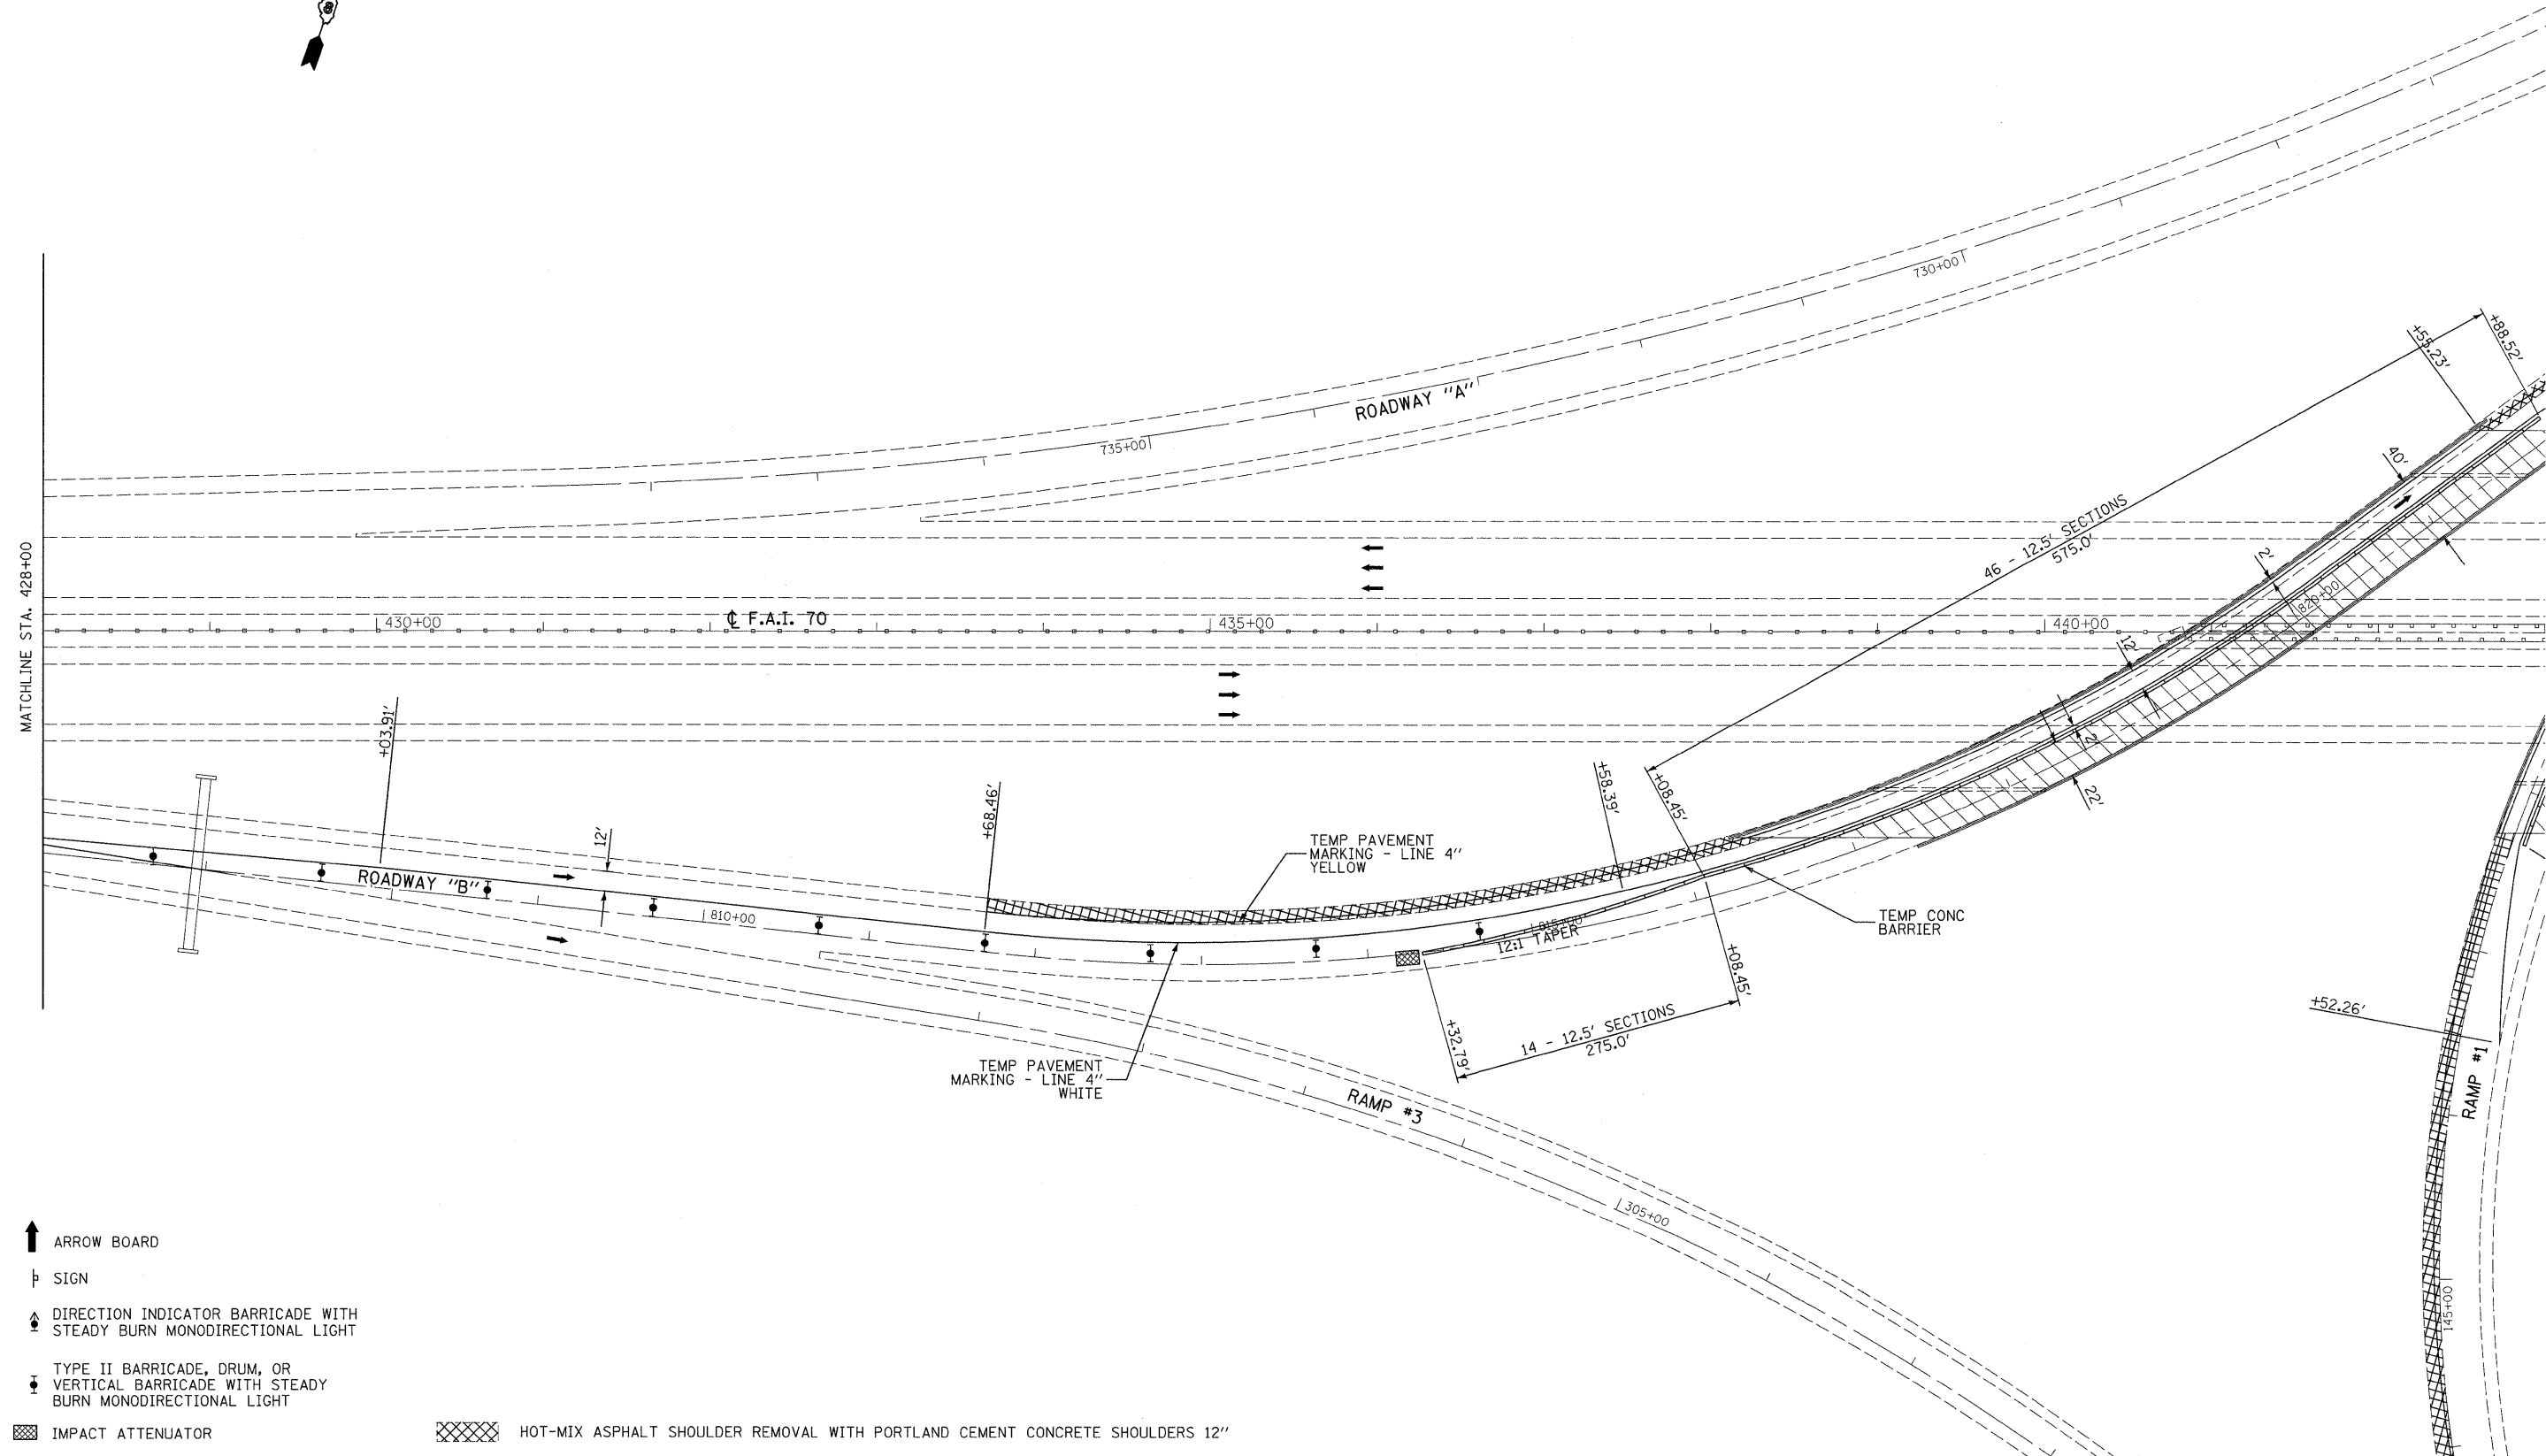 8
730+00
+55.23'
+88.52'
ROADWAY "A"
735+00
40'
46 - 12.5' SECTIONS
575.0'
2'
820+00
MATCHLINE STA. 428+00
430+00
℄ F.A.I. 70
435+00
440+00
12'
2'
22'
+03.91'
+68.46'
+58.39'
+08.45'
12'
TEMP PAVEMENT
MARKING - LINE 4"
YELLOW
ROADWAY "B"
810+00
815+00
12:1 TAPER
TEMP CONC
BARRIER
+08.45'
+32.79'
14 - 12.5' SECTIONS
275.0'
+52.26'
TEMP PAVEMENT
MARKING - LINE 4"
WHITE
RAMP #3
RAMP #1
305+00
145+00
ARROW BOARD
SIGN
DIRECTION INDICATOR BARRICADE WITH
STEADY BURN MONODIRECTIONAL LIGHT
TYPE II BARRICADE, DRUM, OR
VERTICAL BARRICADE WITH STEADY
BURN MONODIRECTIONAL LIGHT
IMPACT ATTENUATOR
HOT-MIX ASPHALT SHOULDER REMOVAL WITH PORTLAND CEMENT CONCRETE SHOULDERS 12"